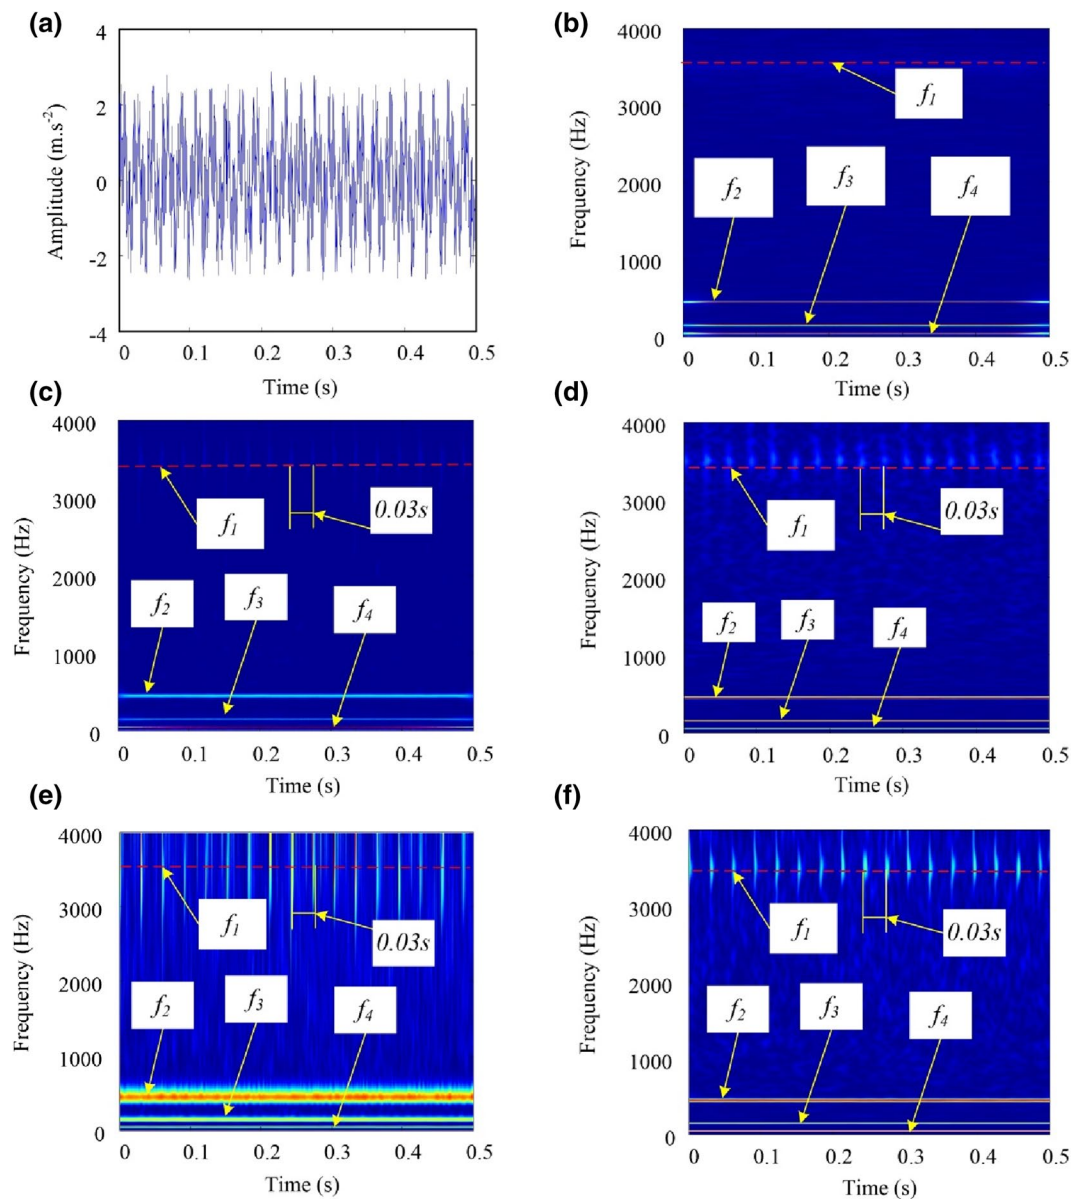 (a)
4
2
0
-2
-4
Amplitude (m.s-2)
0 0.1 0.2 0.3 0.4 0.5
Time (s)
(b)
4000
3000
2000
1000
0
Frequency (Hz)
f1
f2
f3
f4
0 0.1 0.2 0.3 0.4 0.5
Time (s)
(c)
4000
3000
2000
1000
0
Frequency (Hz)
f1
0.03s
f2
f3
f4
0 0.1 0.2 0.3 0.4 0.5
Time (s)
(d)
4000
3000
2000
1000
0
Frequency (Hz)
f1
0.03s
f2
f3
f4
0 0.1 0.2 0.3 0.4 0.5
Time (s)
(e)
4000
3000
2000
1000
0
Frequency (Hz)
f1
0.03s
f2
f3
f4
0 0.1 0.2 0.3 0.4 0.5
Time (s)
(f)
4000
3000
2000
1000
0
Frequency (Hz)
f1
0.03s
f2
f3
f4
0 0.1 0.2 0.3 0.4 0.5
Time (s)